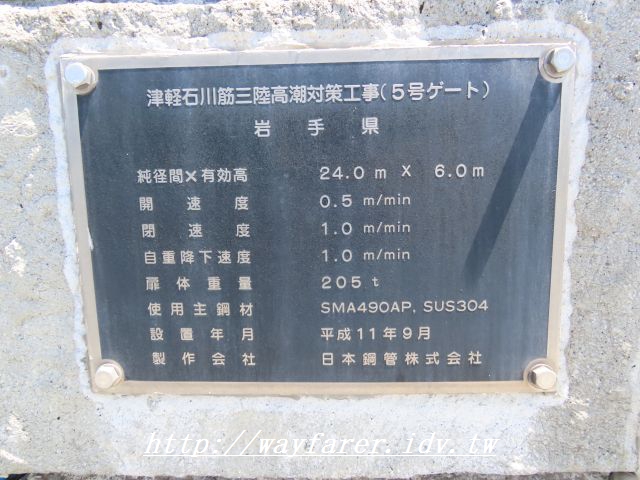 津軽石川筋三陸高潮対策工事(5号ゲート)
岩手県
純径間×有効高 24.0 m X 6.0 m
開速度 0.5 m/min
閉速度 1.0 m/min
自重降下速度 1.0 m/min
扉体重量 205 t
使用主鋼材 SMA490AP, SUS304
設置年月 平成11年9月
製作会社 日本鋼管株式会社
http://wayfarer.idv.tw